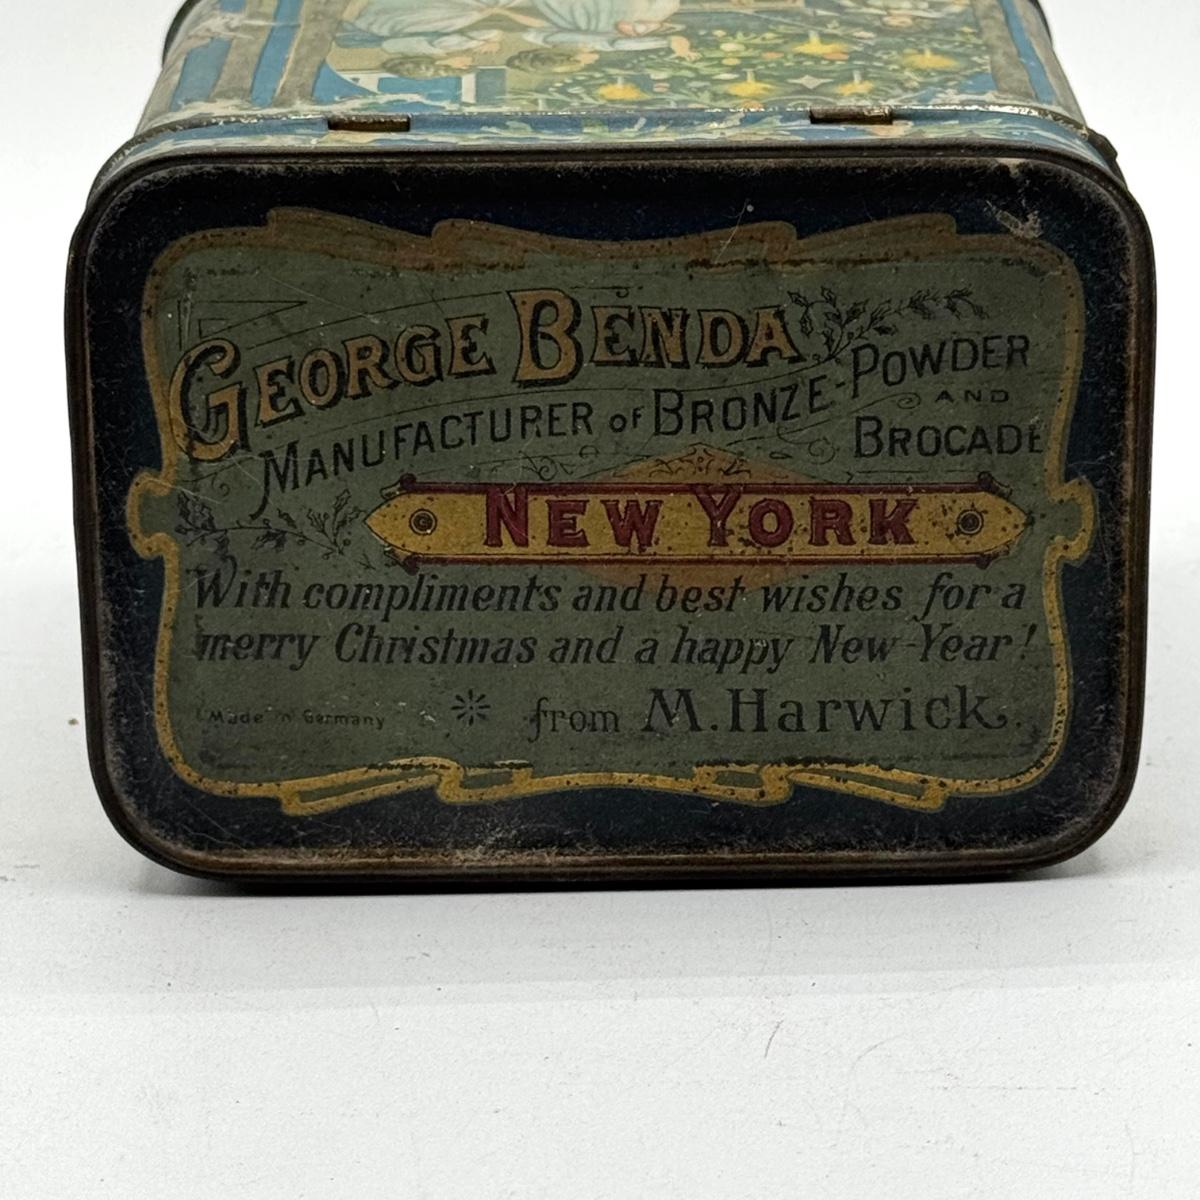 GEORGE BENDA
MANUFACTURER OF BRONZE-POWDER
AND
BROCADE
NEW YORK
With compliments and best wishes for a
merry Christmas and a happy New Year!
Made in Germany
from M. Harwick.